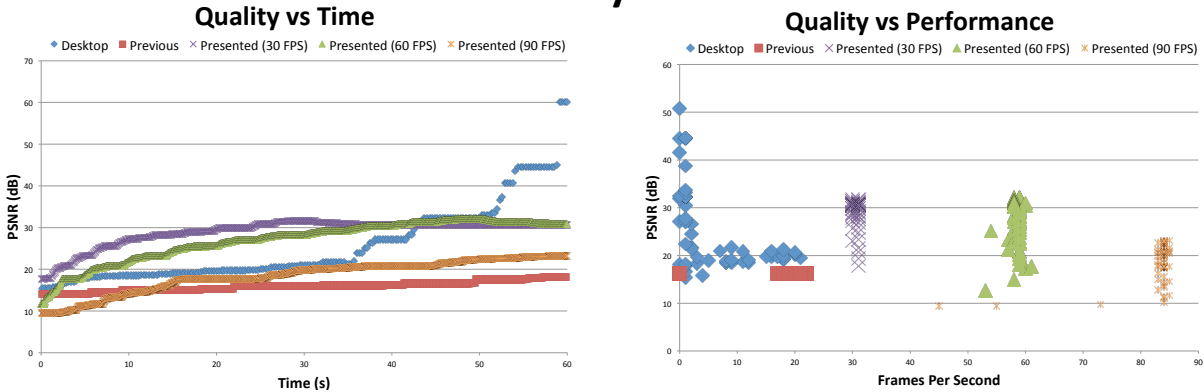 Quality vs Time
Desktop Previous Presented (30 FPS) Presented (60 FPS) Presented (90 FPS)
PSNR (dB)
70
60
50
40
30
20
10
0
0 10 20 30 40 50 60
Time (s)
Quality vs Performance
Desktop Previous Presented (30 FPS) Presented (60 FPS) Presented (90 FPS)
PSNR (dB)
60
50
40
30
20
10
0
0 10 20 30 40 50 60 70 80 90
Frames Per Second